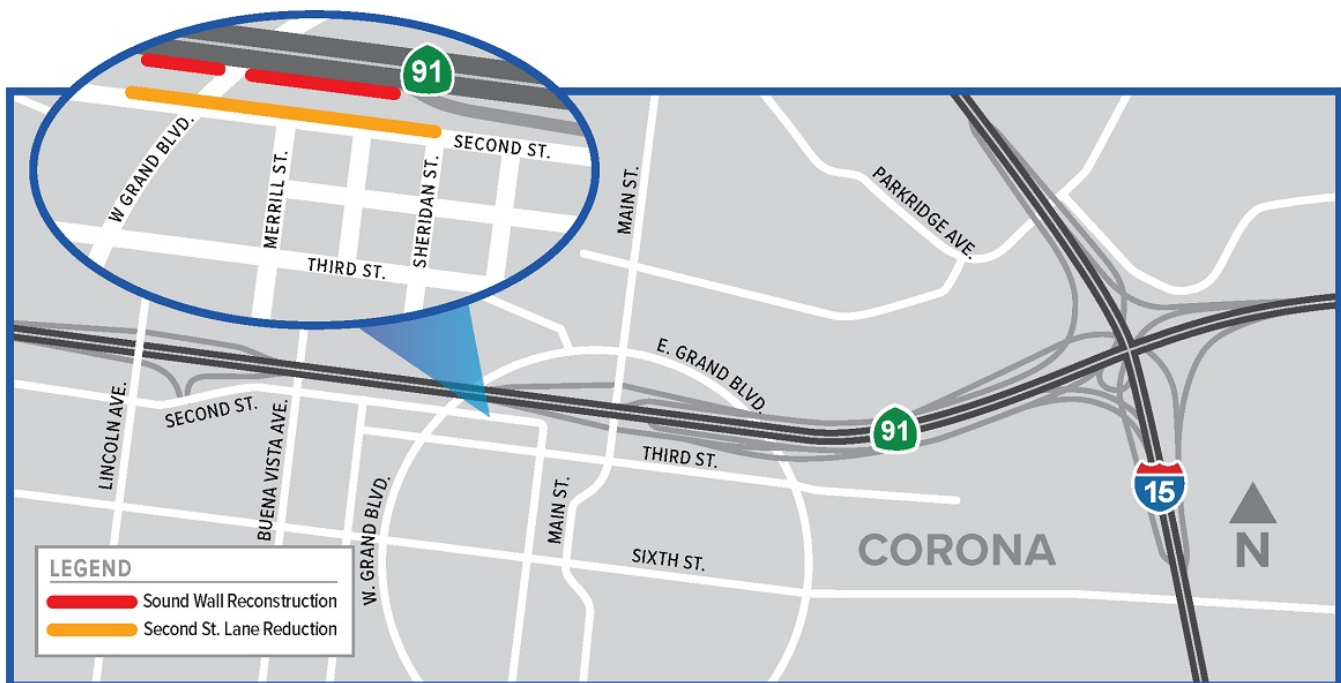 91
SECOND ST.
W GRAND BLVD.
MERRILL ST.
SHERIDAN ST.
THIRD ST.
MAIN ST.
PARKRIDGE AVE.
E. GRAND BLVD.
LINCOLN AVE.
SECOND ST.
BUENA VISTA AVE.
91
THIRD ST.
15
W. GRAND BLVD.
MAIN ST.
SIXTH ST.
CORONA
N
LEGEND
Sound Wall Reconstruction
Second St. Lane Reduction